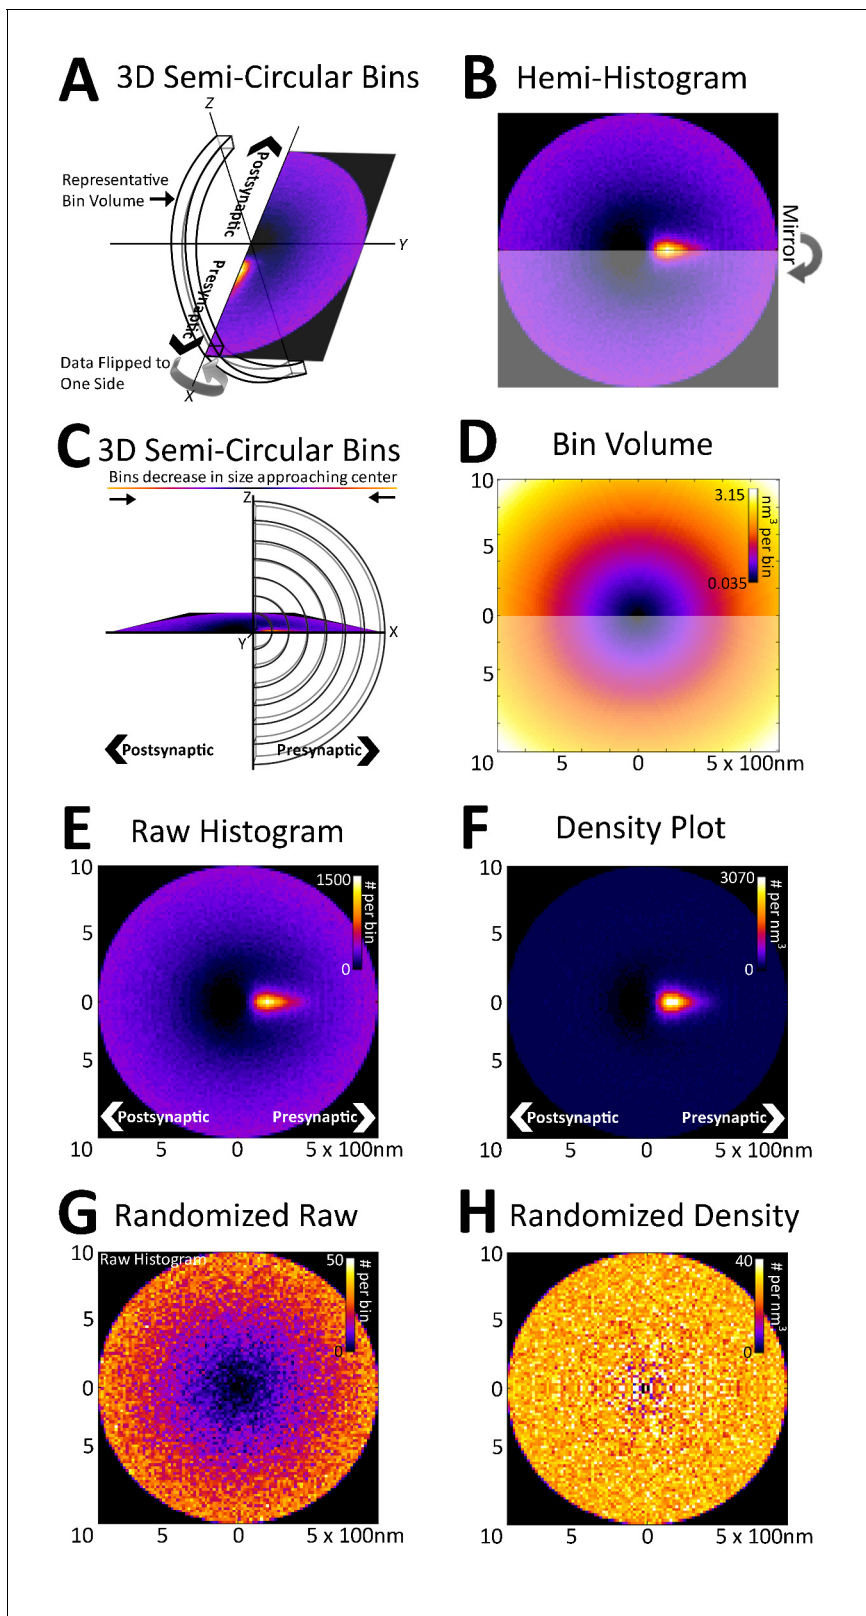 A 3D Semi-Circular Bins
Z
Postsynaptic
Representative
Bin Volume
Y
Presynaptic
Data Flipped to
One Side
X
B Hemi-Histogram
Mirror
C 3D Semi-Circular Bins
Bins decrease in size approaching center
Z
X
Y
Postsynaptic
Presynaptic
D Bin Volume
10
3.15
nm³ per bin
0.035
5
0
5
10 5 0 5 x 100nm
E Raw Histogram
10
1500
# per bin
0
5
0
5
Postsynaptic
Presynaptic
10 5 0 5 x 100nm
F Density Plot
10
3070
# per nm³
0
5
0
5
Postsynaptic
Presynaptic
10 5 0 5 x 100nm
G Randomized Raw
10
Raw Histogram
50
# per bin
0
5
0
5
10 5 0 5 x 100nm
H Randomized Density
10
40
# per nm³
0
5
0
5
10 5 0 5 x 100nm